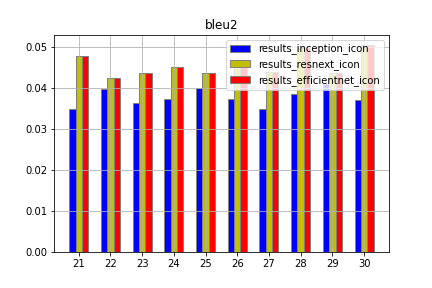 bleu2
0.05
0.04
0.03
0.02
0.01
0.00
results_inception_icon
results_resnext_icon
results_efficientnet_icon
21 22 23 24 25 26 27 28 29 30